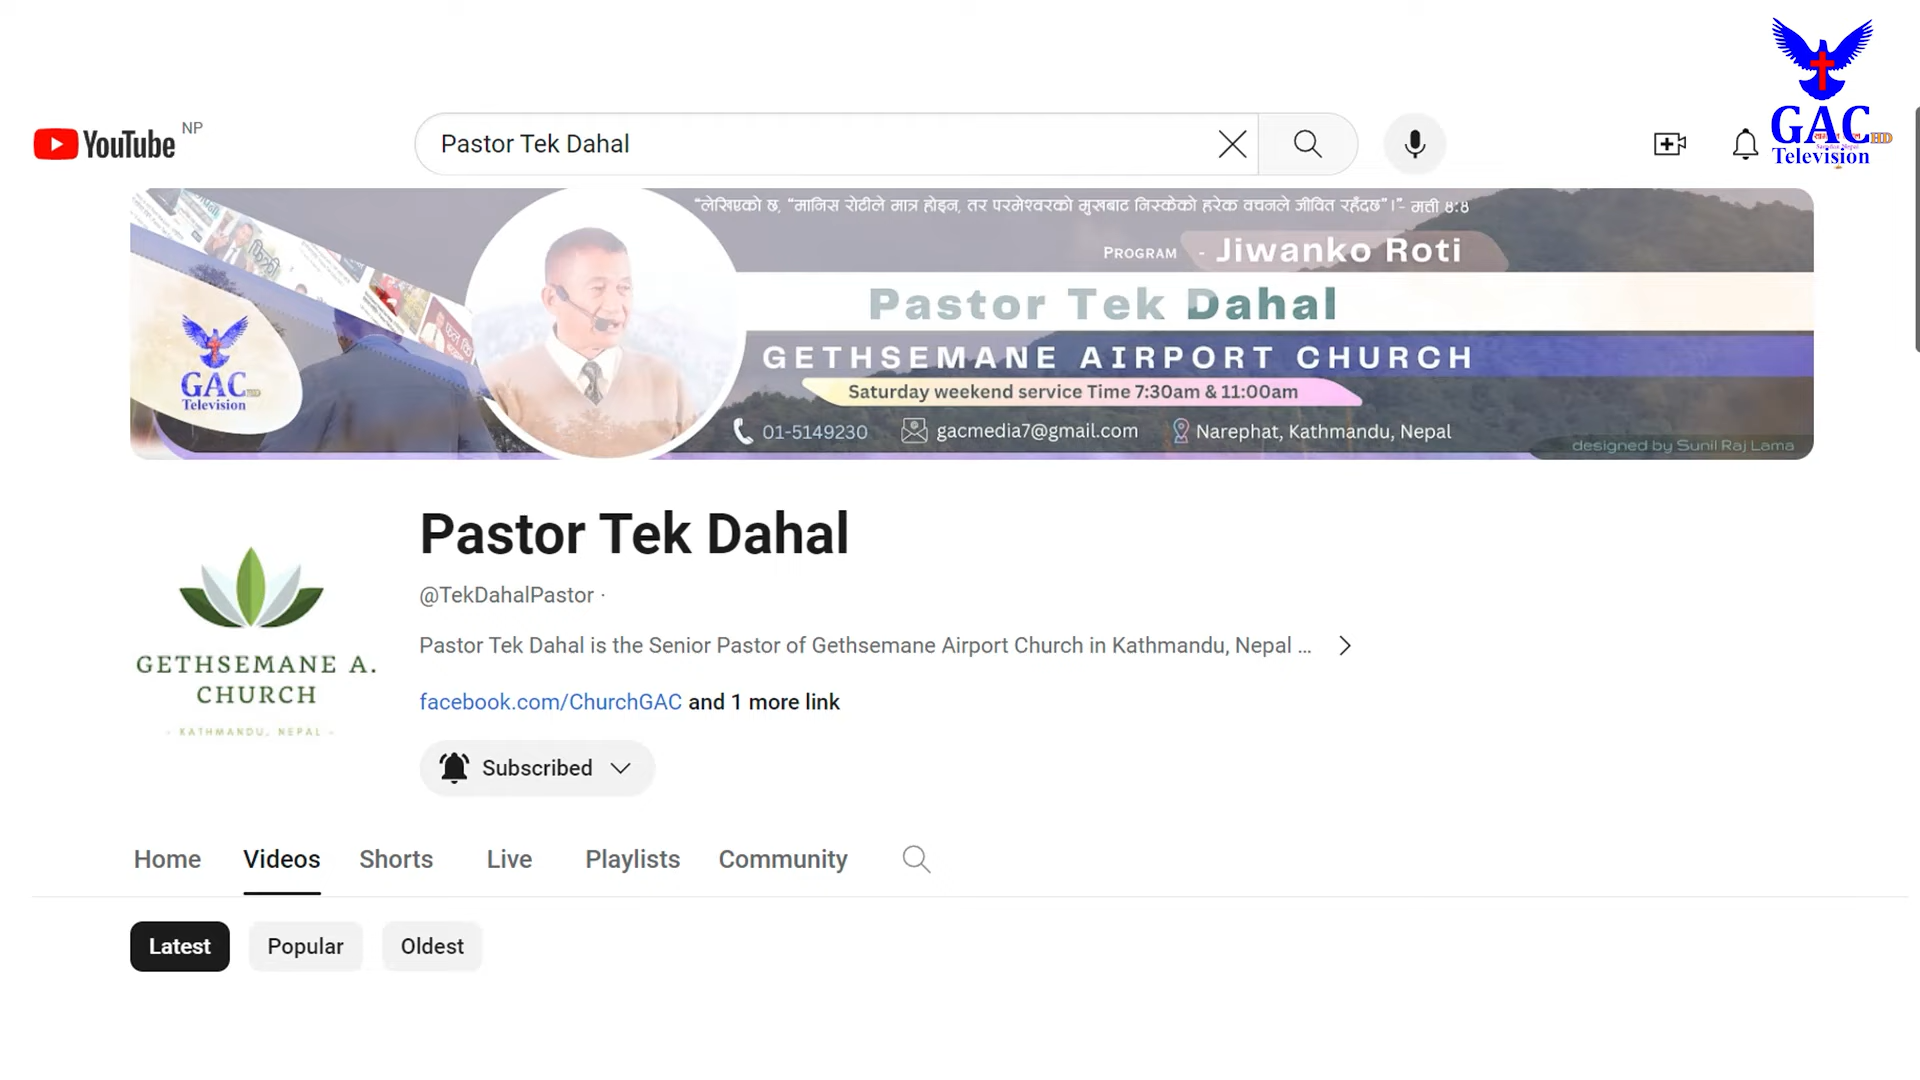 YouTube NP
Pastor Tek Dahal
GAC HD
Television
"लेखिएको छ, "मानिस रोटीले मात्र होइन, तर परमेश्वरको मुखबाट निस्केको हरेक वचनले जीवित रहँदछ" ।"- मत्ती ४:४
PROGRAM - Jiwanko Roti
Pastor Tek Dahal
GETHSEMANE AIRPORT CHURCH
Saturday weekend service Time 7:30am & 11:00am
01-5149230 gacmedia7@gmail.com Narephat, Kathmandu, Nepal
designed by Sunil Raj Lama
GAC HD
Television
Pastor Tek Dahal
@TekDahalPastor ·
Pastor Tek Dahal is the Senior Pastor of Gethsemane Airport Church in Kathmandu, Nepal ...
facebook.com/ChurchGAC and 1 more link
Subscribed
GETHSEMANE A.
CHURCH
- KATHMANDU, NEPAL -
Home Videos Shorts Live Playlists Community
Latest Popular Oldest